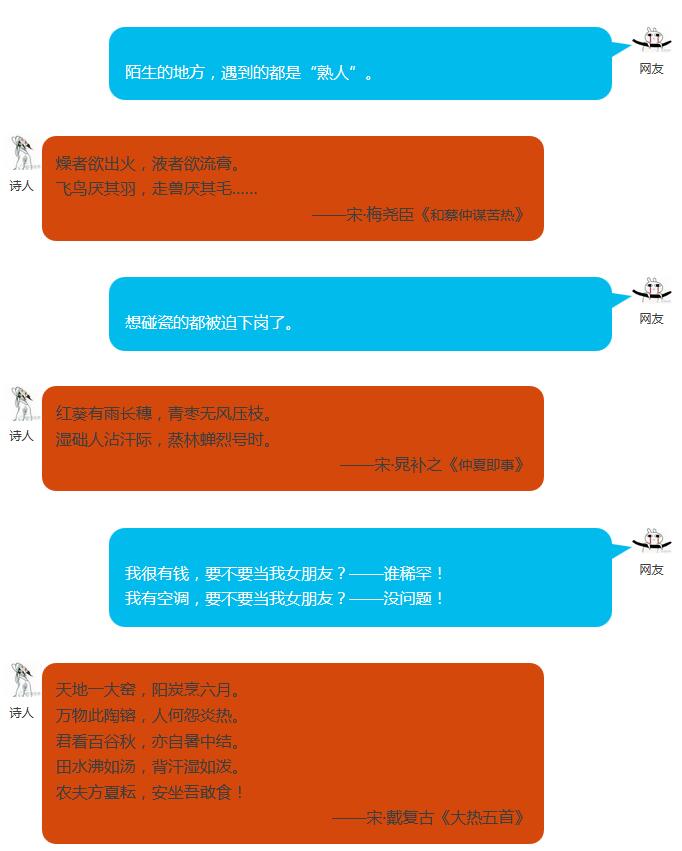 陌生的地方，遇到的都是“熟人”。
网友
燥者欲出火，液者欲流膏。
飞鸟厌其羽，走兽厌其毛……
——宋·梅尧臣《和蔡仲谋苦热》
诗人
想碰瓷的都被迫下岗了。
网友
红葵有雨长穗，青枣无风压枝。
湿础人沾汗际，蒸林蝉烈号时。
——宋·晁补之《仲夏即事》
诗人
我很有钱，要不要当我女朋友？——谁稀罕！
我有空调，要不要当我女朋友？——没问题！
网友
天地一大窑，阳炭烹六月。
万物此陶镕，人何怨炎热。
君看百谷秋，亦自暑中结。
田水沸如汤，背汗湿如泼。
农夫方夏耘，安坐吾敢食！
——宋·戴复古《大热五首》
诗人